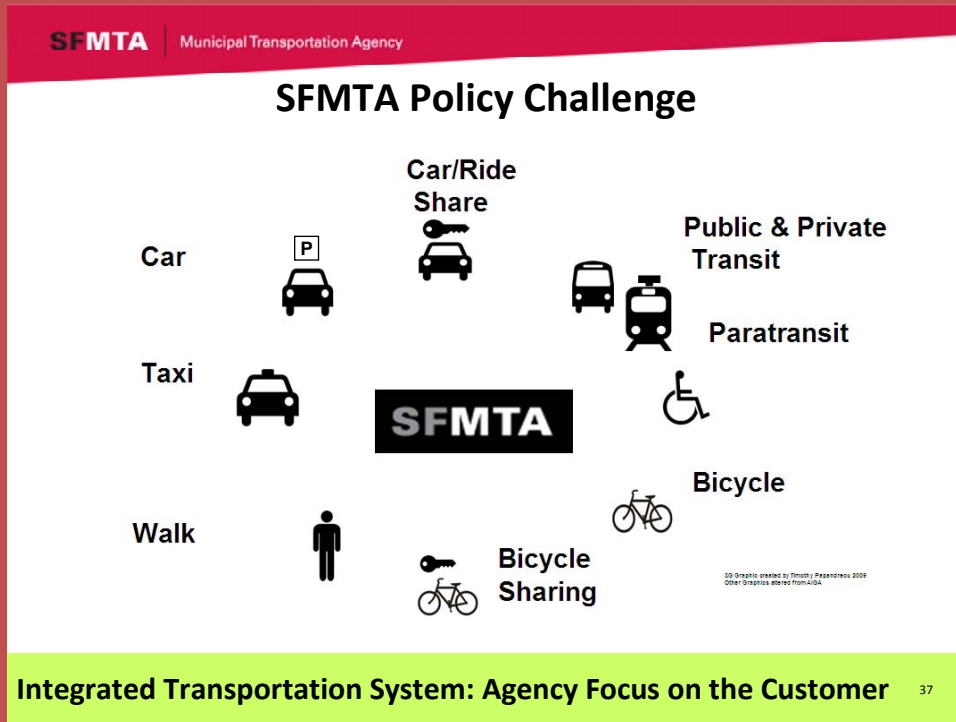 SFMTA Municipal Transportation Agency
SFMTA Policy Challenge
Car/Ride
Share
Public & Private
Transit
Car
P
Paratransit
Taxi
SFMTA
Bicycle
Walk
Bicycle
Sharing
SG Graphic created by Timothy Papandreou 2009
Other Graphics altered from AIGA
Integrated Transportation System: Agency Focus on the Customer
37